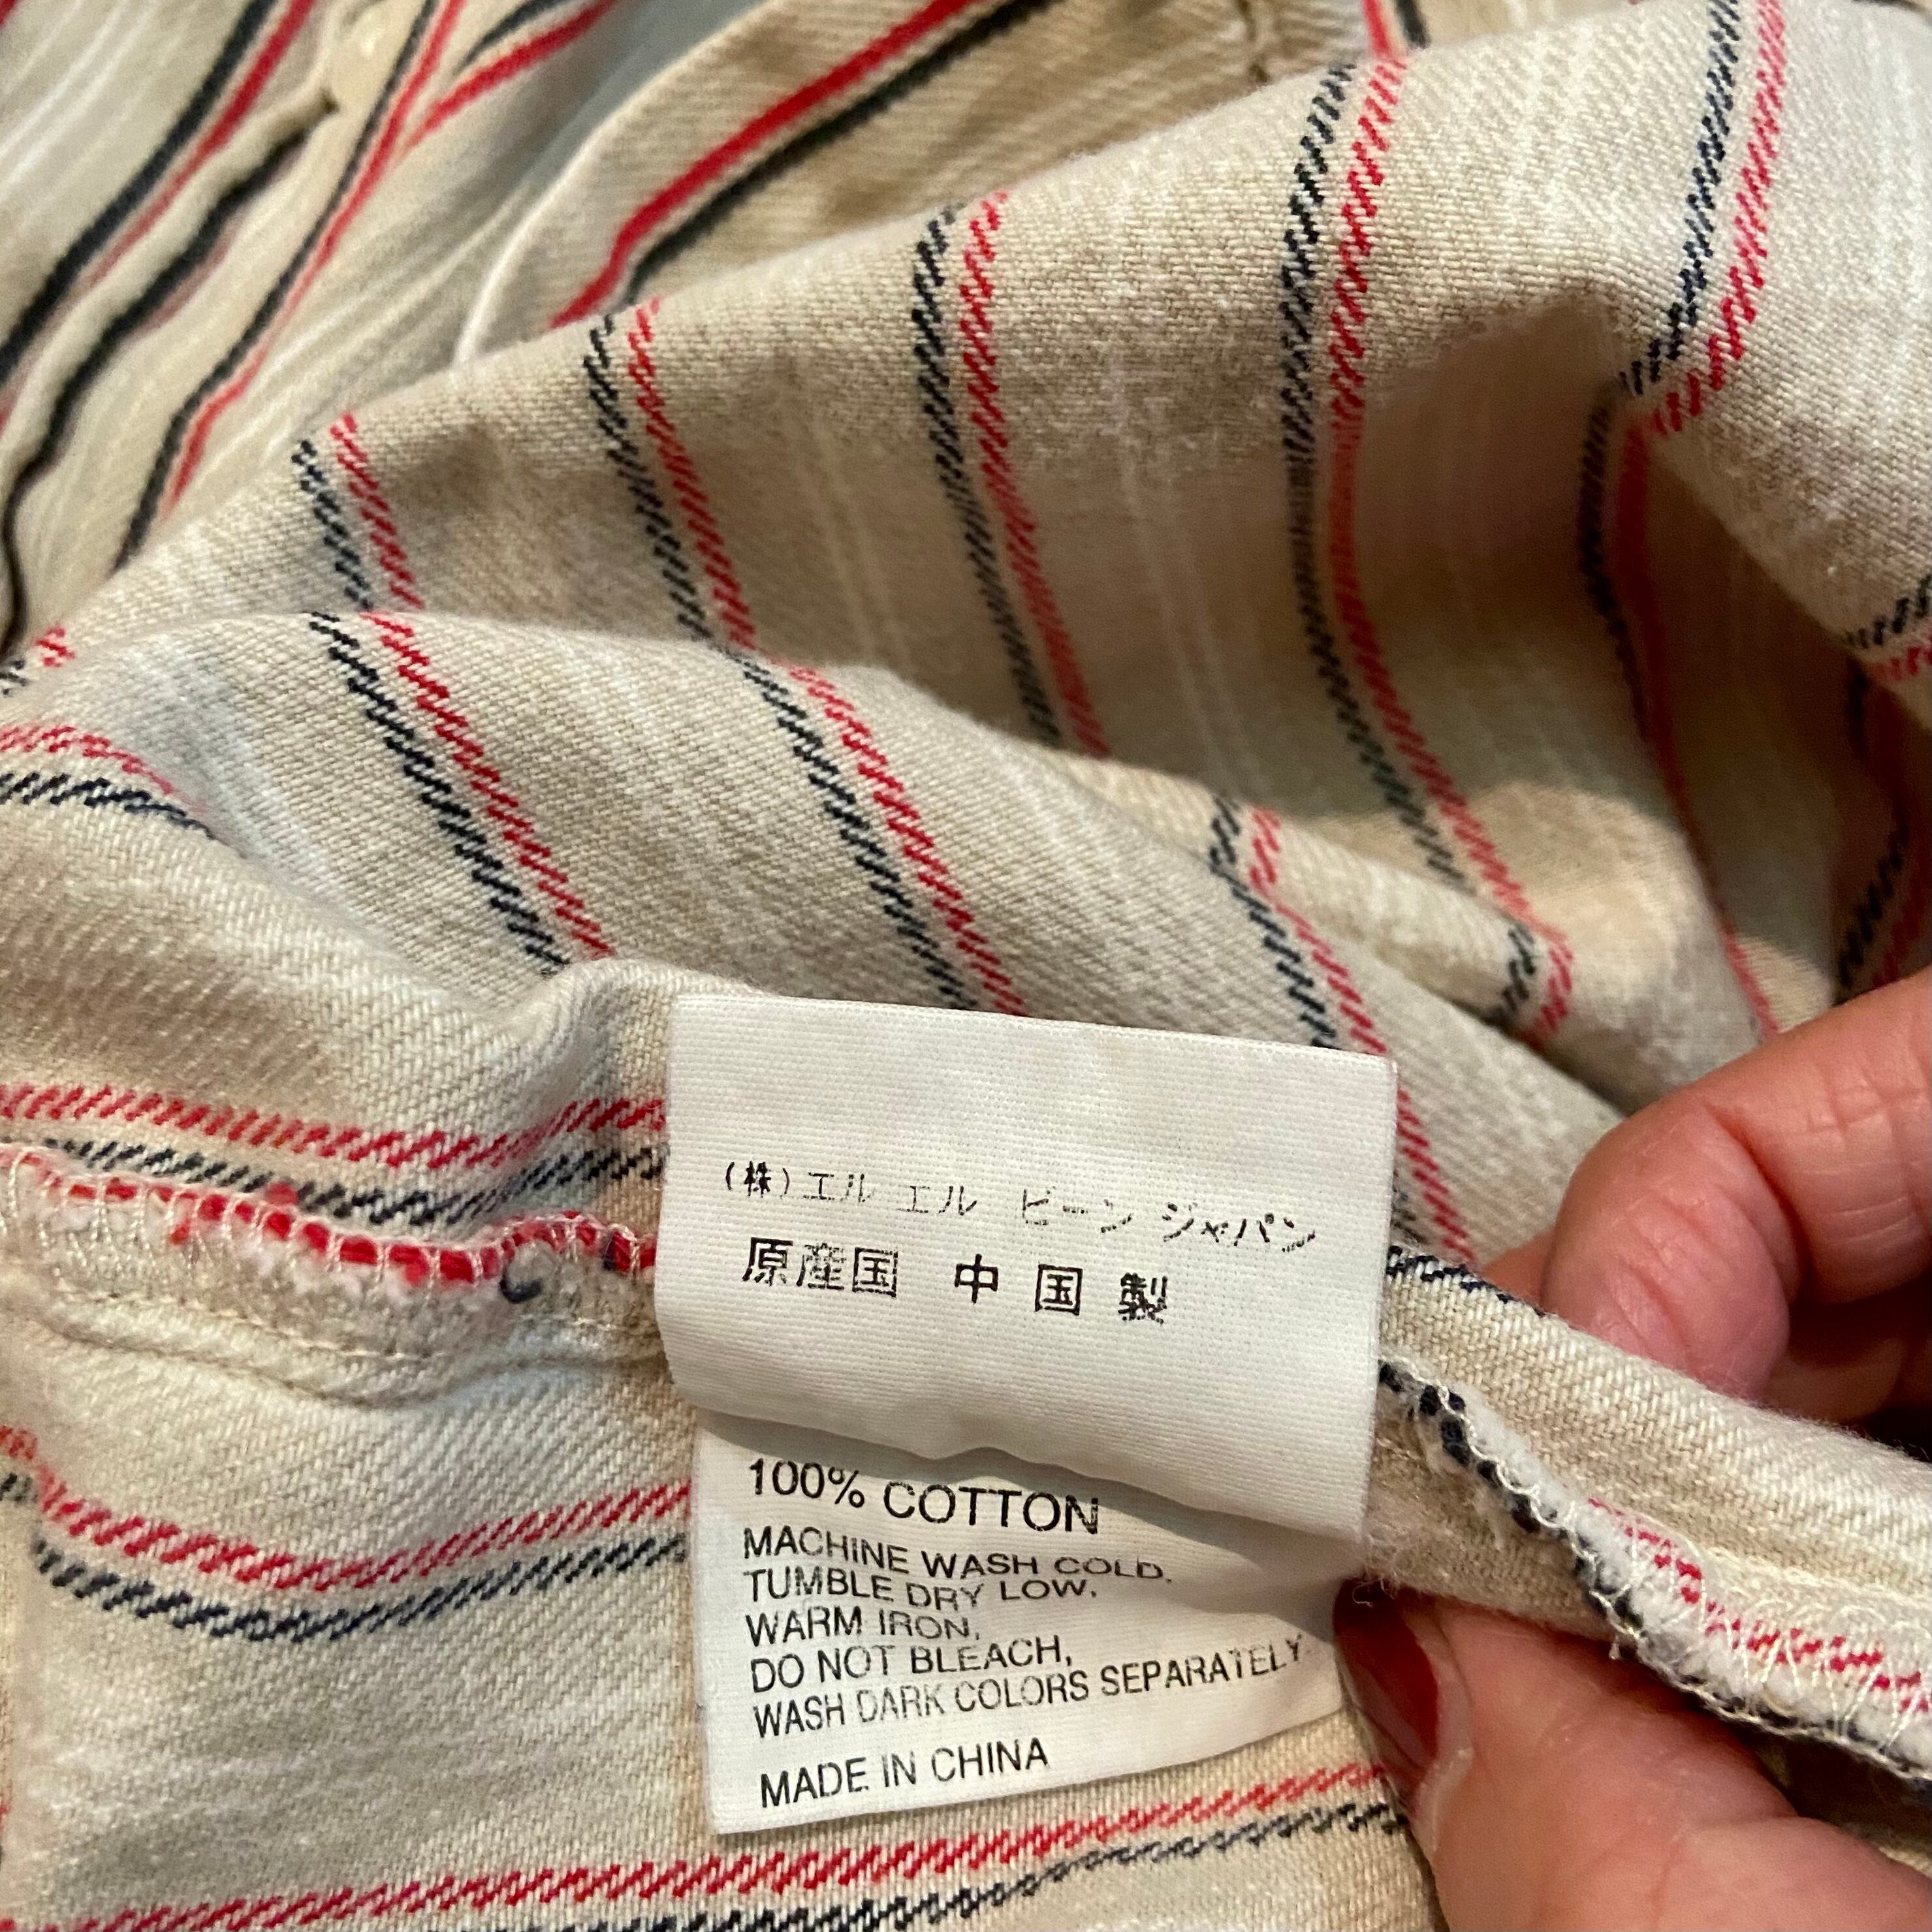 (株)エル エル ビーン ジャパン
原産国 中国製
100% COTTON
MACHINE WASH COLD.
TUMBLE DRY LOW.
WARM IRON,
DO NOT BLEACH,
WASH DARK COLORS SEPARATELY.
MADE IN CHINA